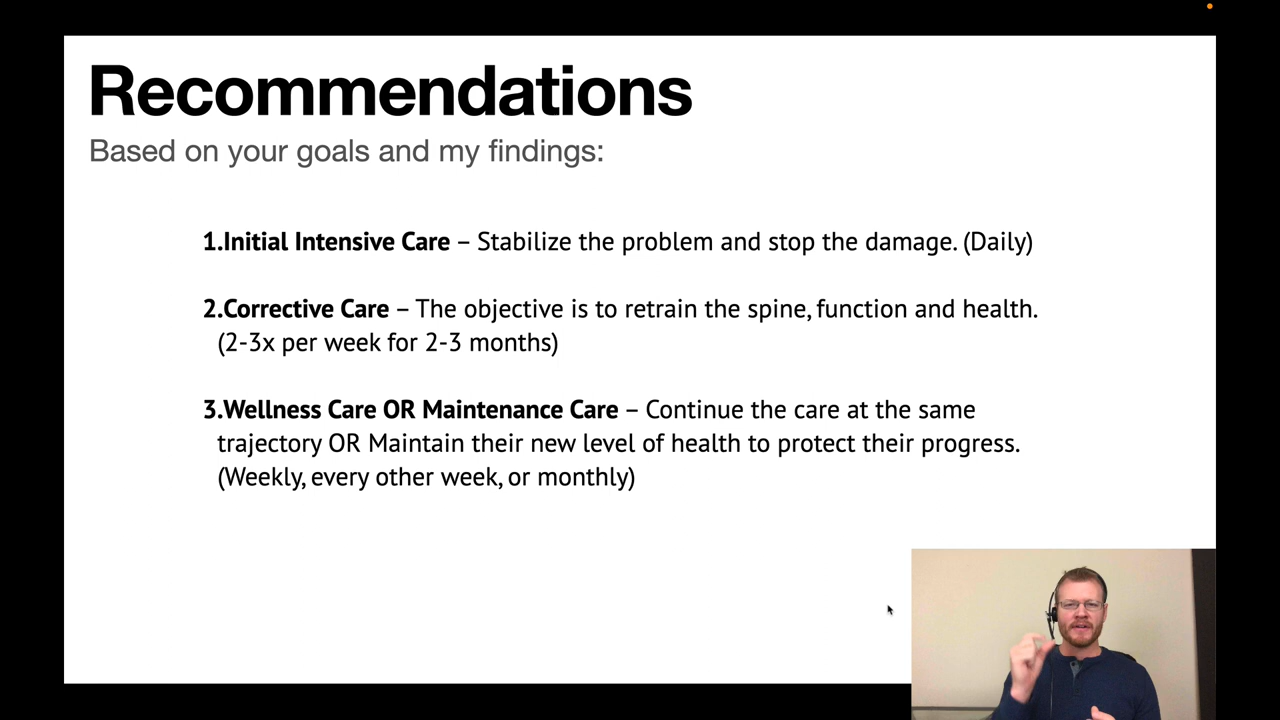 Recommendations
Based on your goals and my findings:
1.Initial Intensive Care – Stabilize the problem and stop the damage. (Daily)
2.Corrective Care – The objective is to retrain the spine, function and health.
(2-3x per week for 2-3 months)
3.Wellness Care OR Maintenance Care – Continue the care at the same
trajectory OR Maintain their new level of health to protect their progress.
(Weekly, every other week, or monthly)